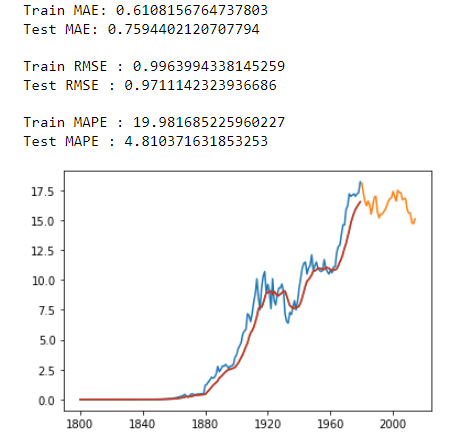 Train MAE: 0.6108156764737803
Test MAE: 0.7594402120707794
Train RMSE : 0.9963994338145259
Test RMSE : 0.9711142323936686
Train MAPE : 19.981685225960227
Test MAPE : 4.810371631853253
17.5
15.0
12.5
10.0
7.5
5.0
2.5
0.0
1800 1840 1880 1920 1960 2000